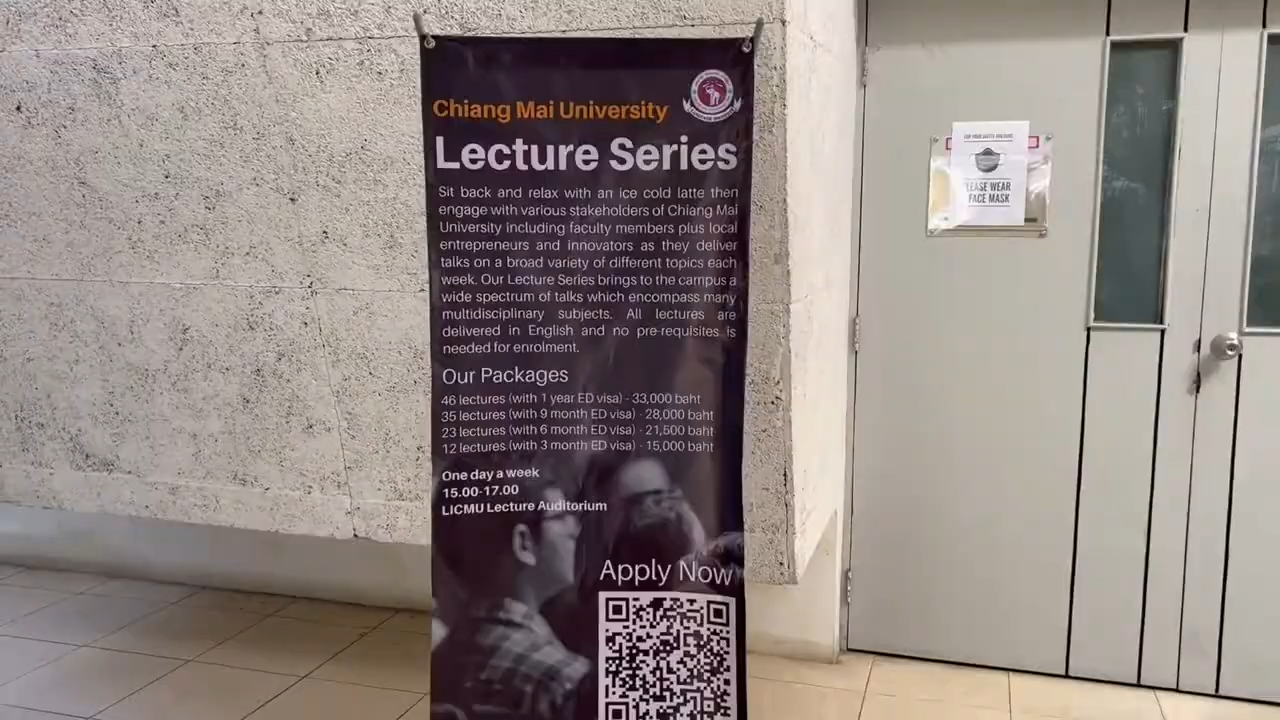 Chiang Mai University
Lecture Series
Sit back and relax with an ice cold latte then
engage with various stakeholders of Chiang Mai
University including faculty members plus local
entrepreneurs and innovators as they deliver
talks on a broad variety of different topics each
week. Our Lecture Series brings to the campus a
wide spectrum of talks which encompass many
multidisciplinary subjects. All lectures are
delivered in English and no pre-requisites is
needed for enrolment.
Our Packages
46 lectures (with 1 year ED visa) - 33,000 baht
35 lectures (with 9 month ED visa) - 28,000 baht
23 lectures (with 6 month ED visa) - 21,500 baht
12 lectures (with 3 month ED visa) - 15,000 baht
One day a week
15.00-17.00
LICMU Lecture Auditorium
Apply Now
PLEASE WEAR
FACE MASK